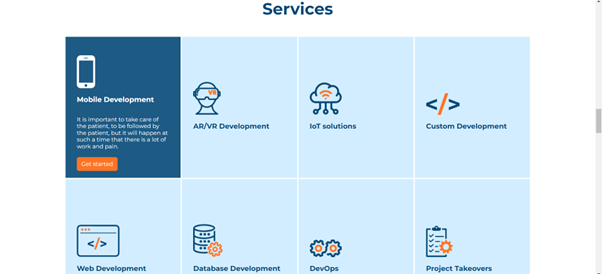 Services
Mobile Development
It is important to take care of
the patient, to be followed by
the patient, but it will happen at
such a time that there is a lot of
work and pain.
Get started
VR
AR/VR Development
IoT solutions
</>
Custom Development
</>
Web Development
Database Development
DevOps
Project Takeovers